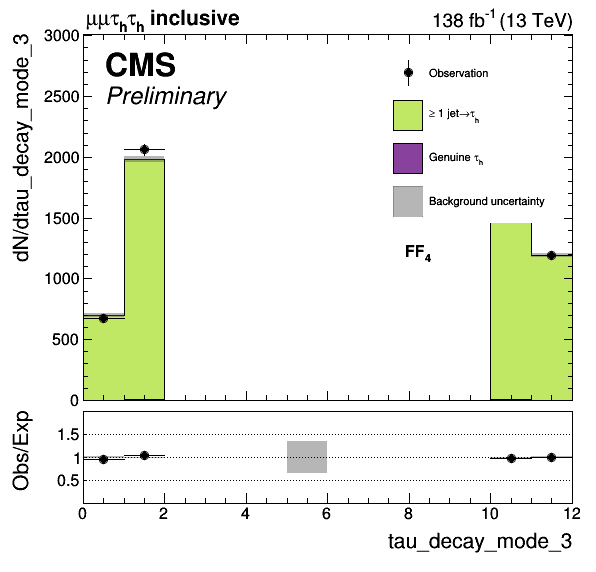 μμτhτh inclusive
138 fb-1 (13 TeV)
CMS
Preliminary
Observation
≥ 1 jet→τh
Genuine τh
Background uncertainty
FF4
dN/dtau_decay_mode_3
3000
2500
2000
1500
1000
500
0
Obs/Exp
1.5
1
0.5
0 2 4 6 8 10 12
tau_decay_mode_3